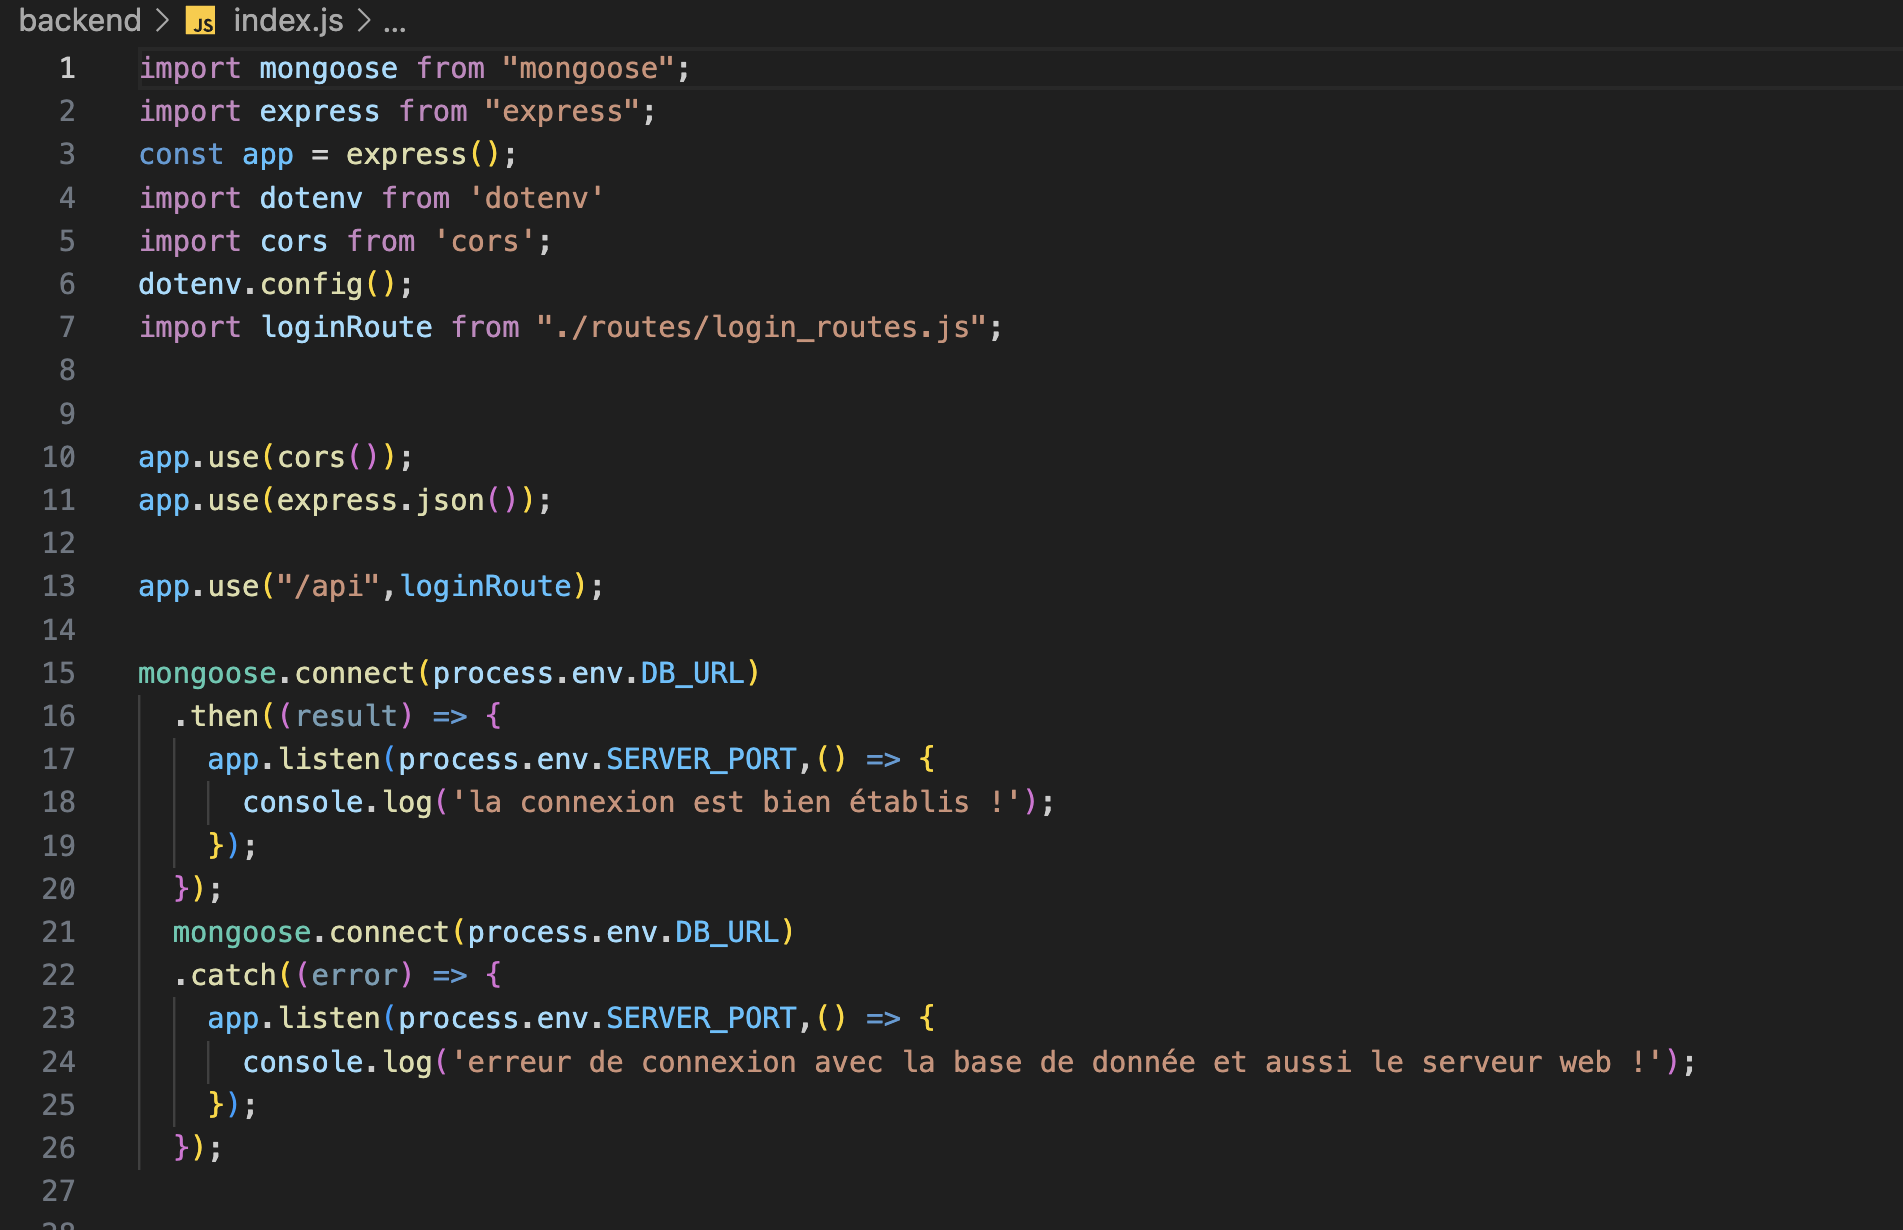 backend > JS index.js > ...
1 import mongoose from "mongoose";
2 import express from "express";
3 const app = express();
4 import dotenv from 'dotenv'
5 import cors from 'cors';
6 dotenv.config();
7 import loginRoute from "./routes/login_routes.js";
8
9
10 app.use(cors());
11 app.use(express.json());
12
13 app.use("/api",loginRoute);
14
15 mongoose.connect(process.env.DB_URL)
16   .then((result) => {
17     app.listen(process.env.SERVER_PORT,() => {
18       console.log('la connexion est bien établis !');
19     });
20   });
21   mongoose.connect(process.env.DB_URL)
22   .catch((error) => {
23     app.listen(process.env.SERVER_PORT,() => {
24       console.log('erreur de connexion avec la base de donnée et aussi le serveur web !');
25     });
26   });
27
28